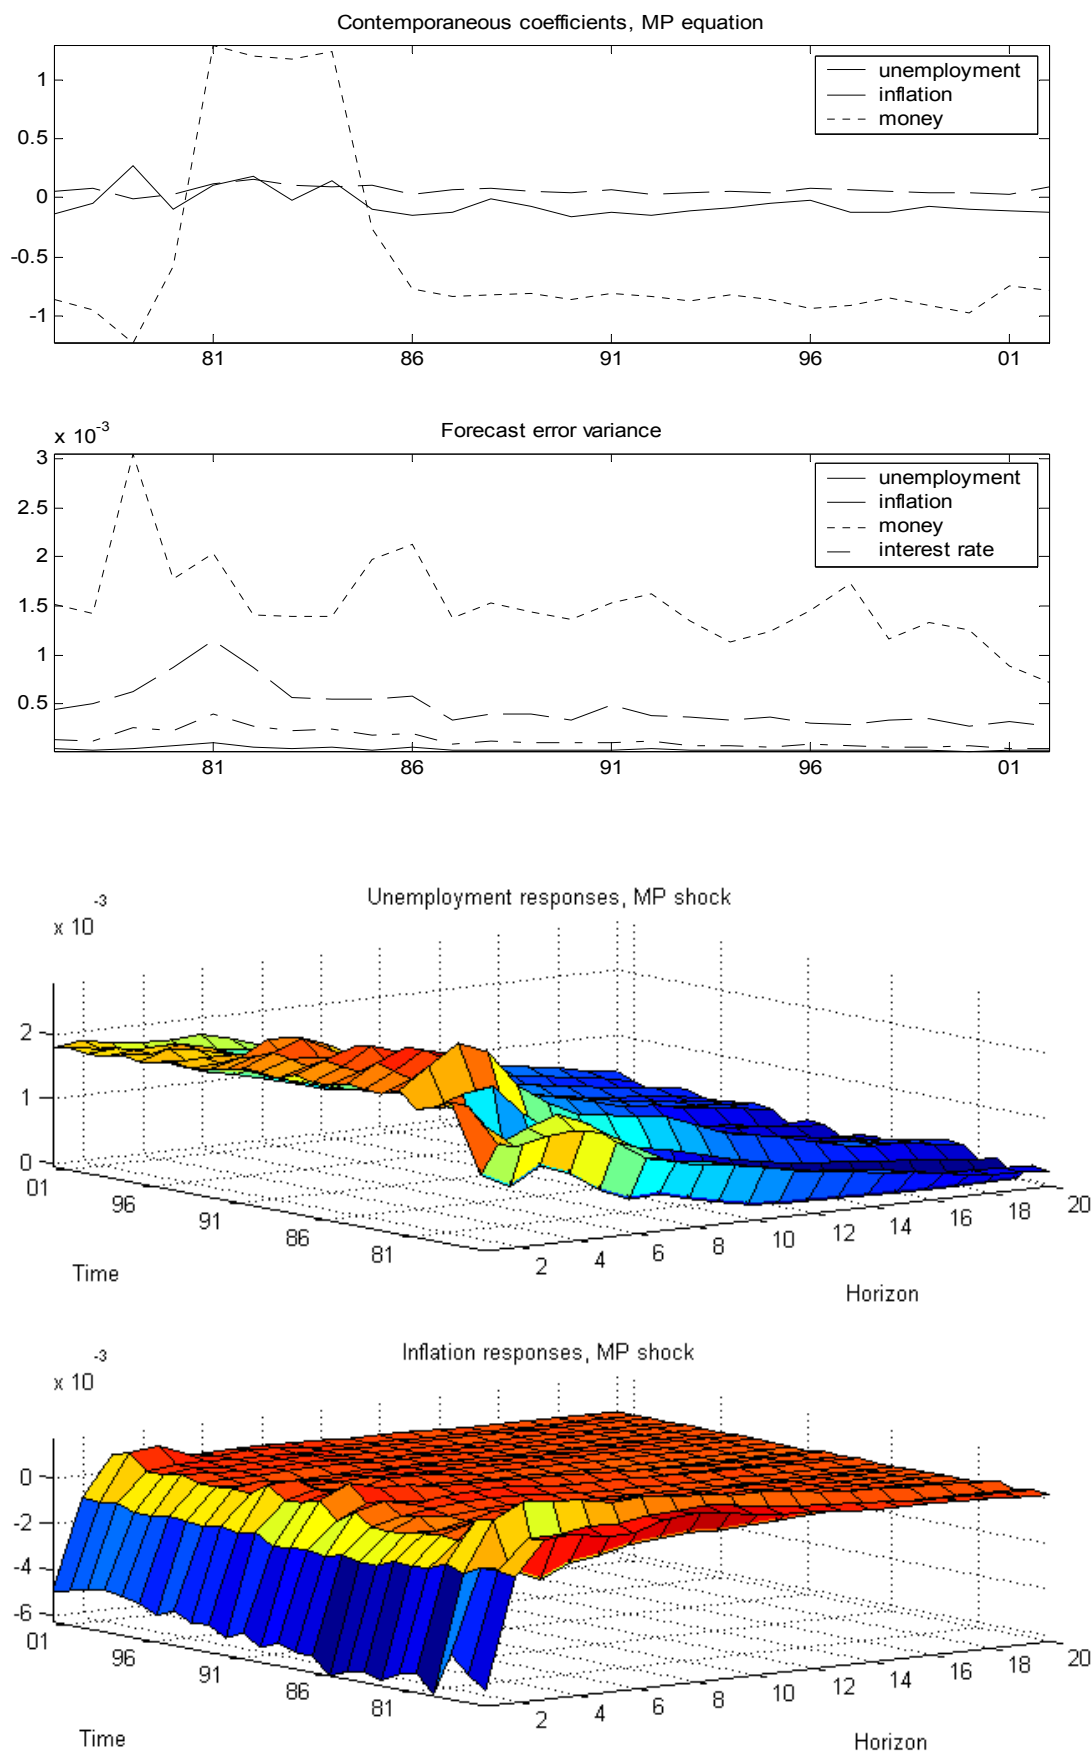 Contemporaneous coefficients, MP equation
unemployment
inflation
money
1
0.5
0
-0.5
-1
81 86 91 96 01
x 10-3
Forecast error variance
unemployment
inflation
money
interest rate
3
2.5
2
1.5
1
0.5
81 86 91 96 01
Unemployment responses, MP shock
x 10-3
2
1
0
01 96 91 86 81
2 4 6 8 10 12 14 16 18 20
Time
Horizon
Inflation responses, MP shock
x 10-3
0
-2
-4
-6
01 96 91 86 81
2 4 6 8 10 12 14 16 18 20
Time
Horizon